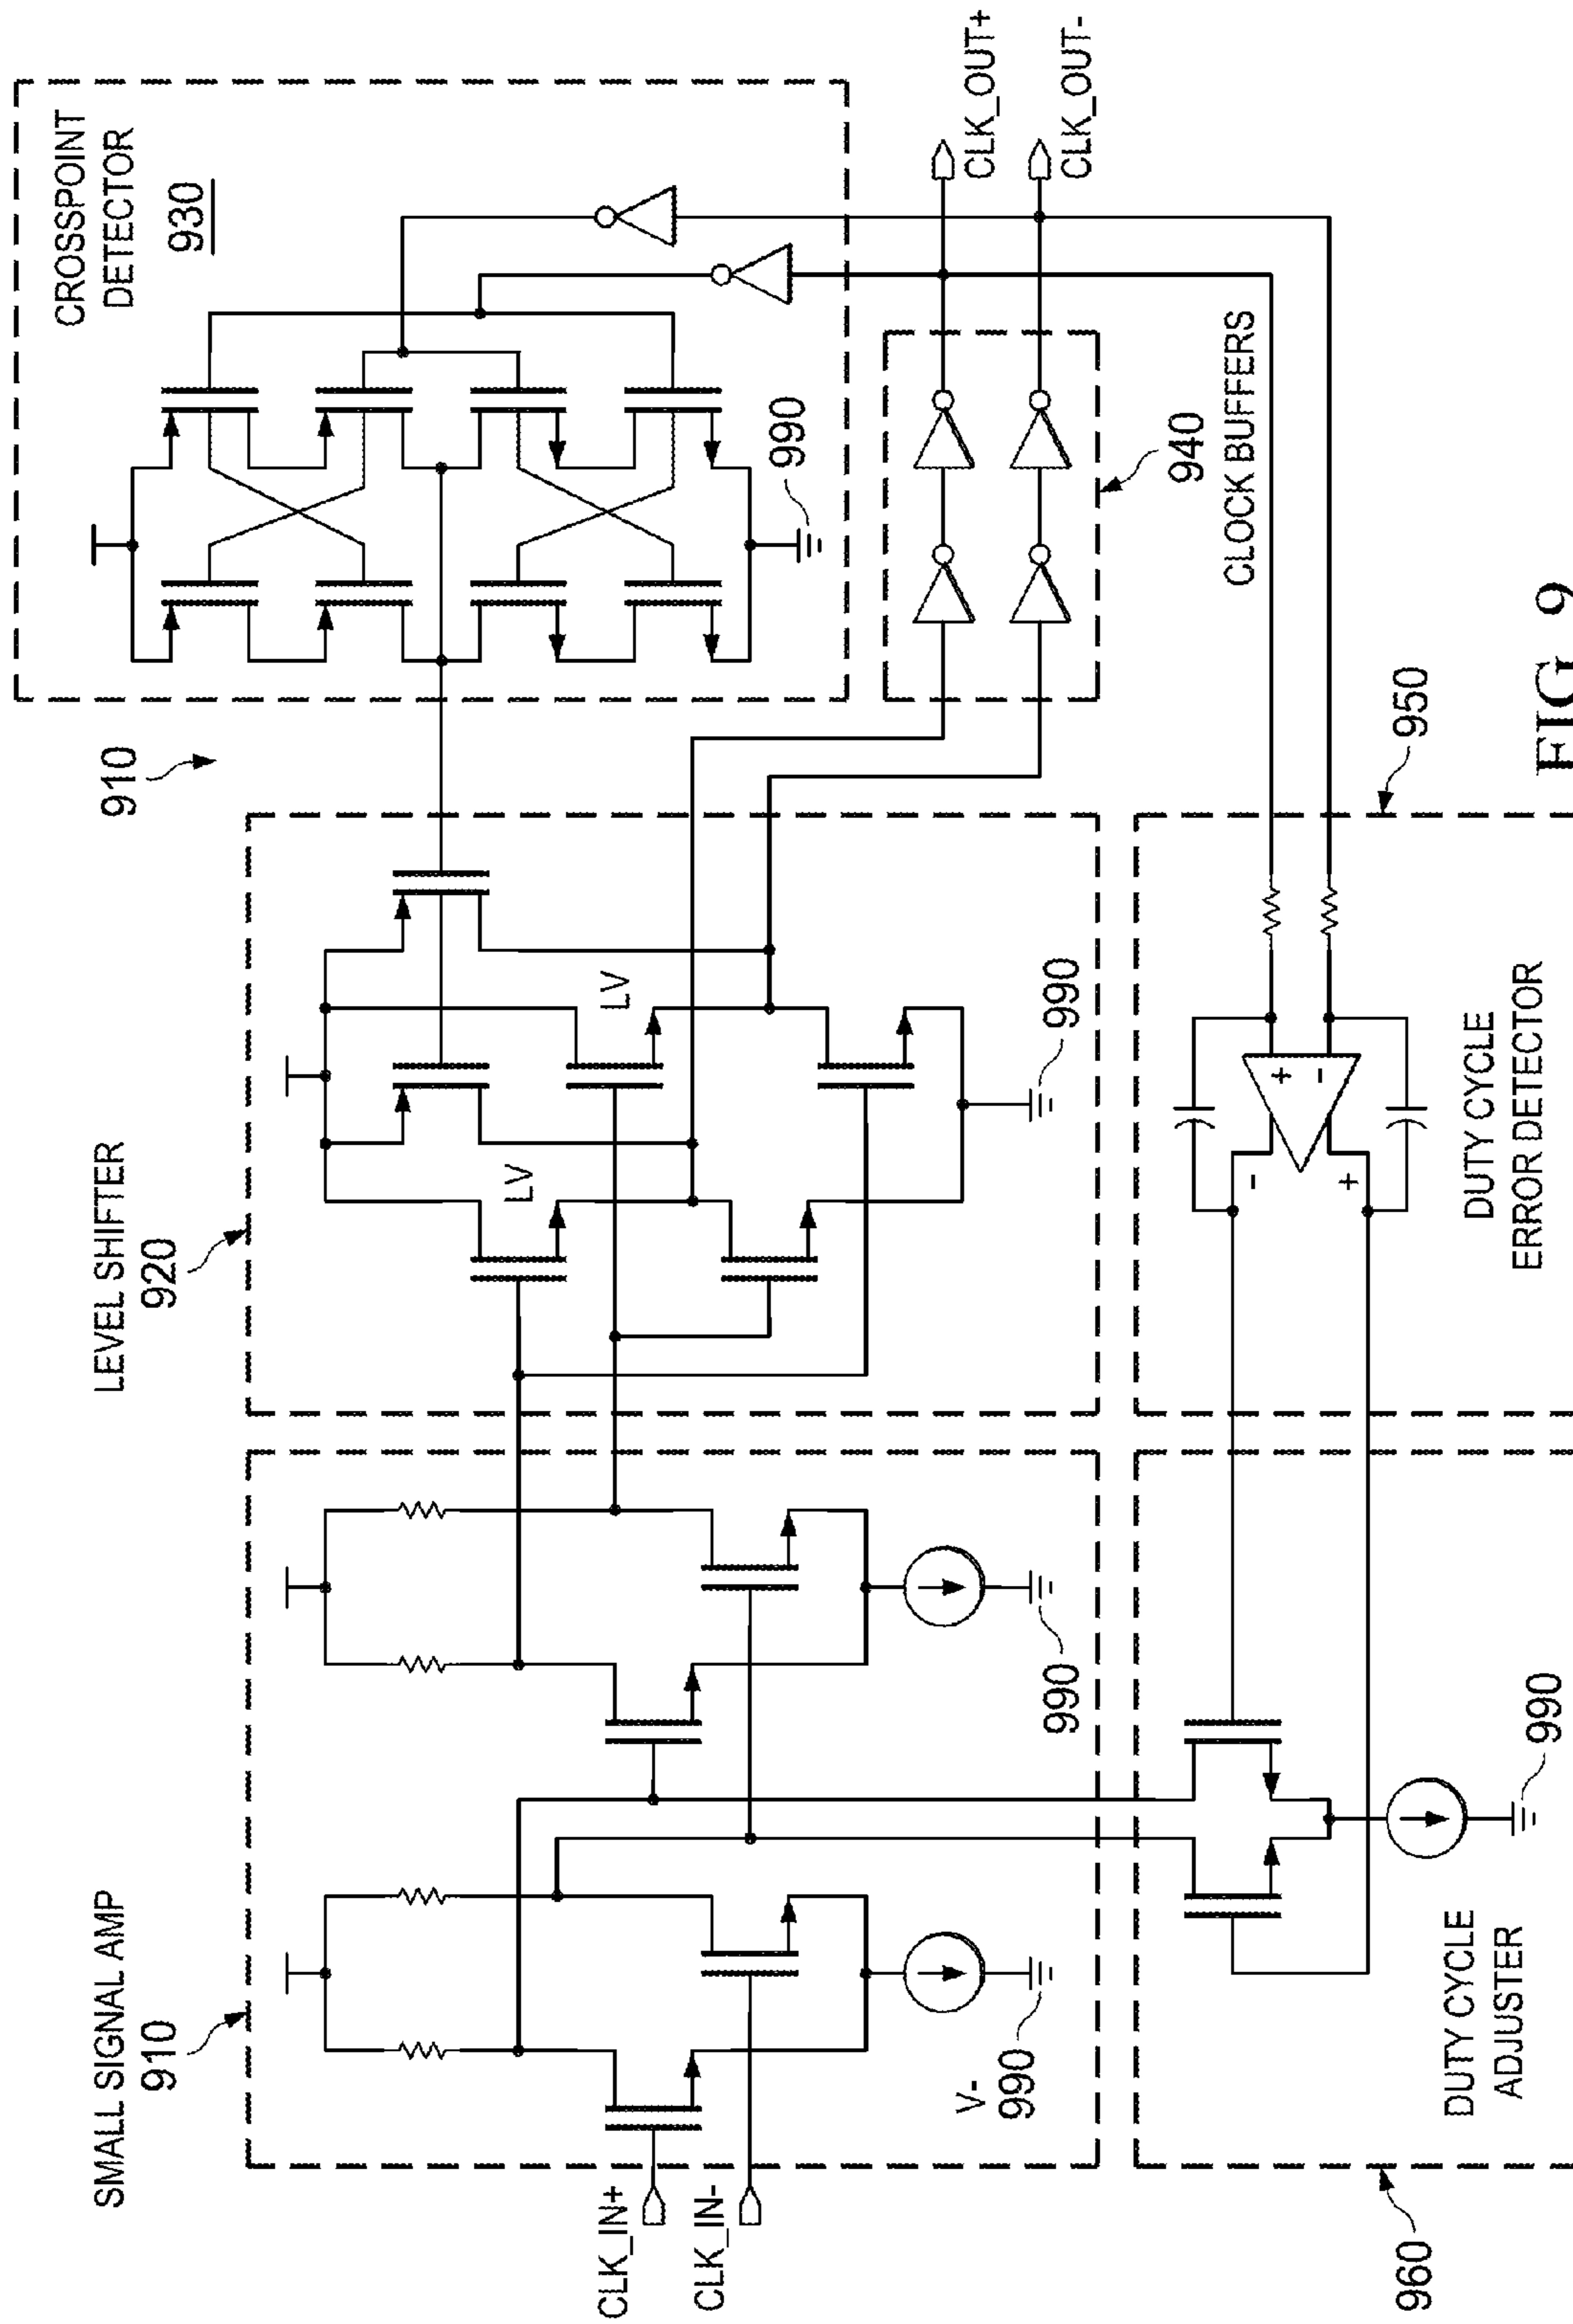 SMALL SIGNAL AMP
910
LEVEL SHIFTER
920
910
CROSSPOINT
DETECTOR
930
CLK_IN+
CLK_IN-
V-
990
990
LV
LV
990
990
940
CLOCK BUFFERS
CLK_OUT+
CLK_OUT-
960
DUTY CYCLE
ADJUSTER
990
-
+
+
-
DUTY CYCLE
ERROR DETECTOR
950
FIG. 9